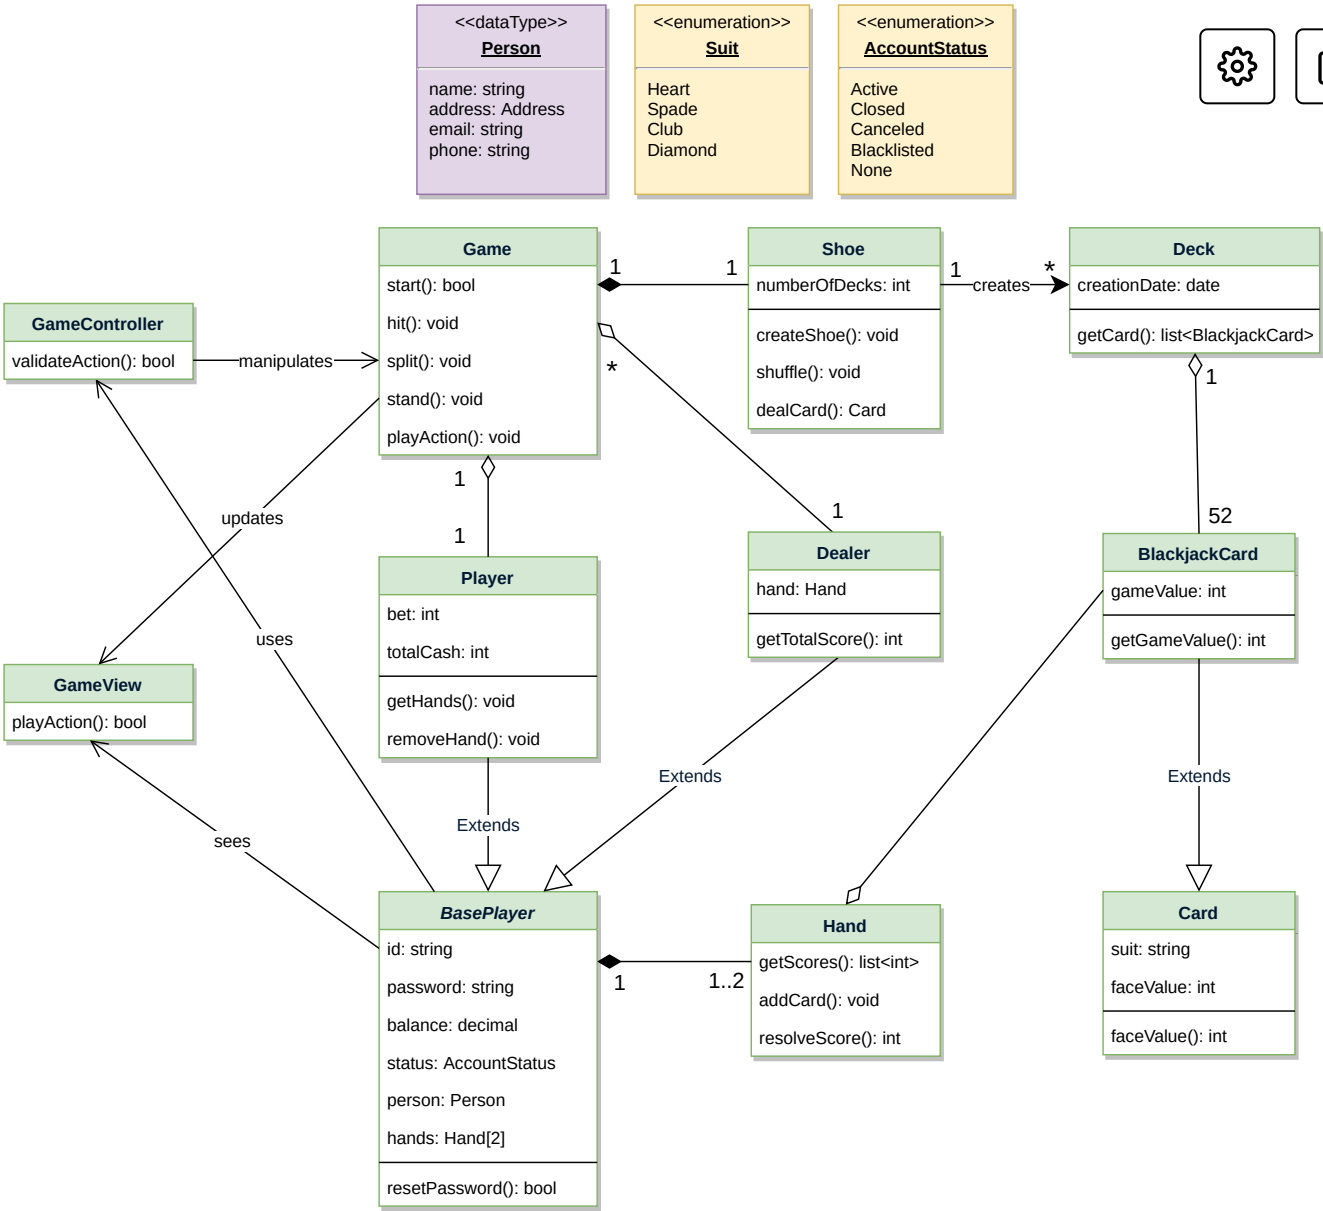 <<dataType>>
Person
name: string
address: Address
email: string
phone: string
<<enumeration>>
Suit
Heart
Spade
Club
Diamond
<<enumeration>>
AccountStatus
Active
Closed
Canceled
Blacklisted
None
Game
start(): bool
hit(): void
split(): void
stand(): void
playAction(): void
1
1
Shoe
numberOfDecks: int
createShoe(): void
shuffle(): void
dealCard(): Card
1
creates
*
Deck
creationDate: date
getCard(): list<BlackjackCard>
GameController
validateAction(): bool
manipulates
*
1
1
1
1
52
updates
uses
Player
bet: int
totalCash: int
getHands(): void
removeHand(): void
Dealer
hand: Hand
getTotalScore(): int
BlackjackCard
gameValue: int
getGameValue(): int
GameView
playAction(): bool
sees
Extends
Extends
Extends
BasePlayer
id: string
password: string
balance: decimal
status: AccountStatus
person: Person
hands: Hand[2]
resetPassword(): bool
1
1..2
Hand
getScores(): list<int>
addCard(): void
resolveScore(): int
Card
suit: string
faceValue: int
faceValue(): int